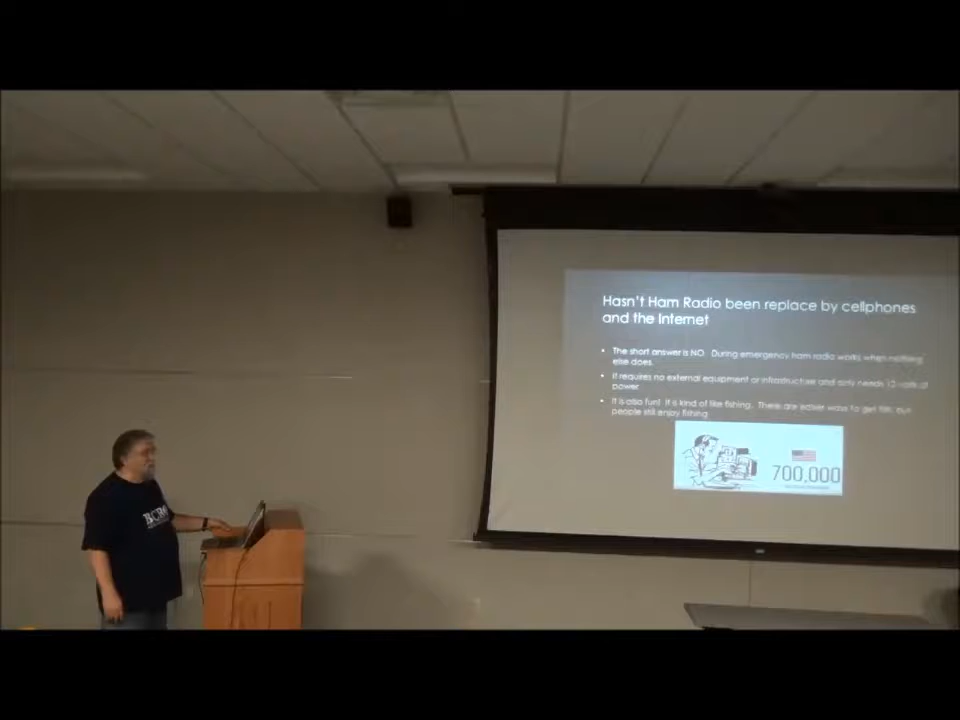 Hasn't Ham Radio been replace by cellphones
and the Internet
• The short answer is NO. During emergency ham radio works when nothing
else does.
• It requires no external equipment or infrastructure and only needs 12 volts of
power
• It is also fun! It is kind of like fishing. There are easier ways to get fish, but
people still enjoy fishing
700,000